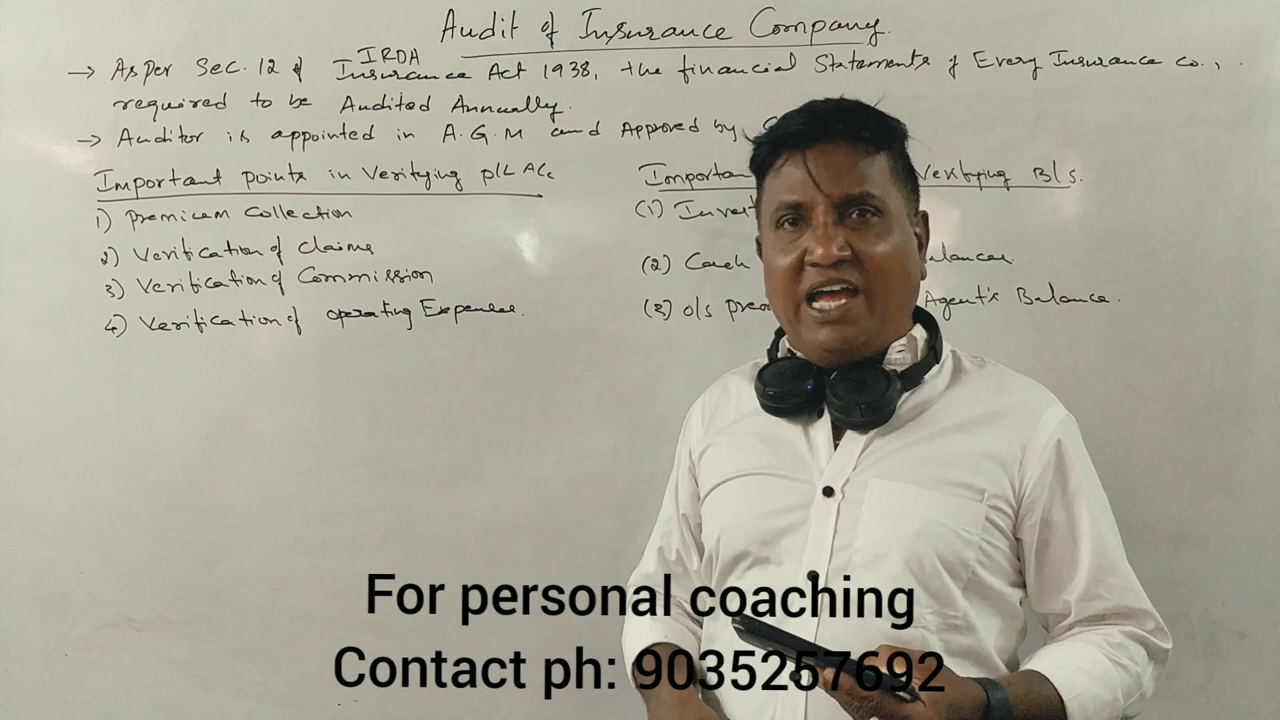 Audit of Insurance Company.
IRDA
→ As per Sec. 12 of Insurance Act 1938, the financial Statements of Every Insurance co.,
required to be Audited Annually.
→ Auditor is appointed in A.G.M and Approved by
Important points in Verifying P/L A/c
1) Premium Collection
2) Verification of Claims
3) Verification of Commission
4) Verification of operating Expenses.
Verifying B/s.
(1)
(2) Cash
(3) o/s Agent's Balance.
For personal coaching
Contact ph: 9035257692